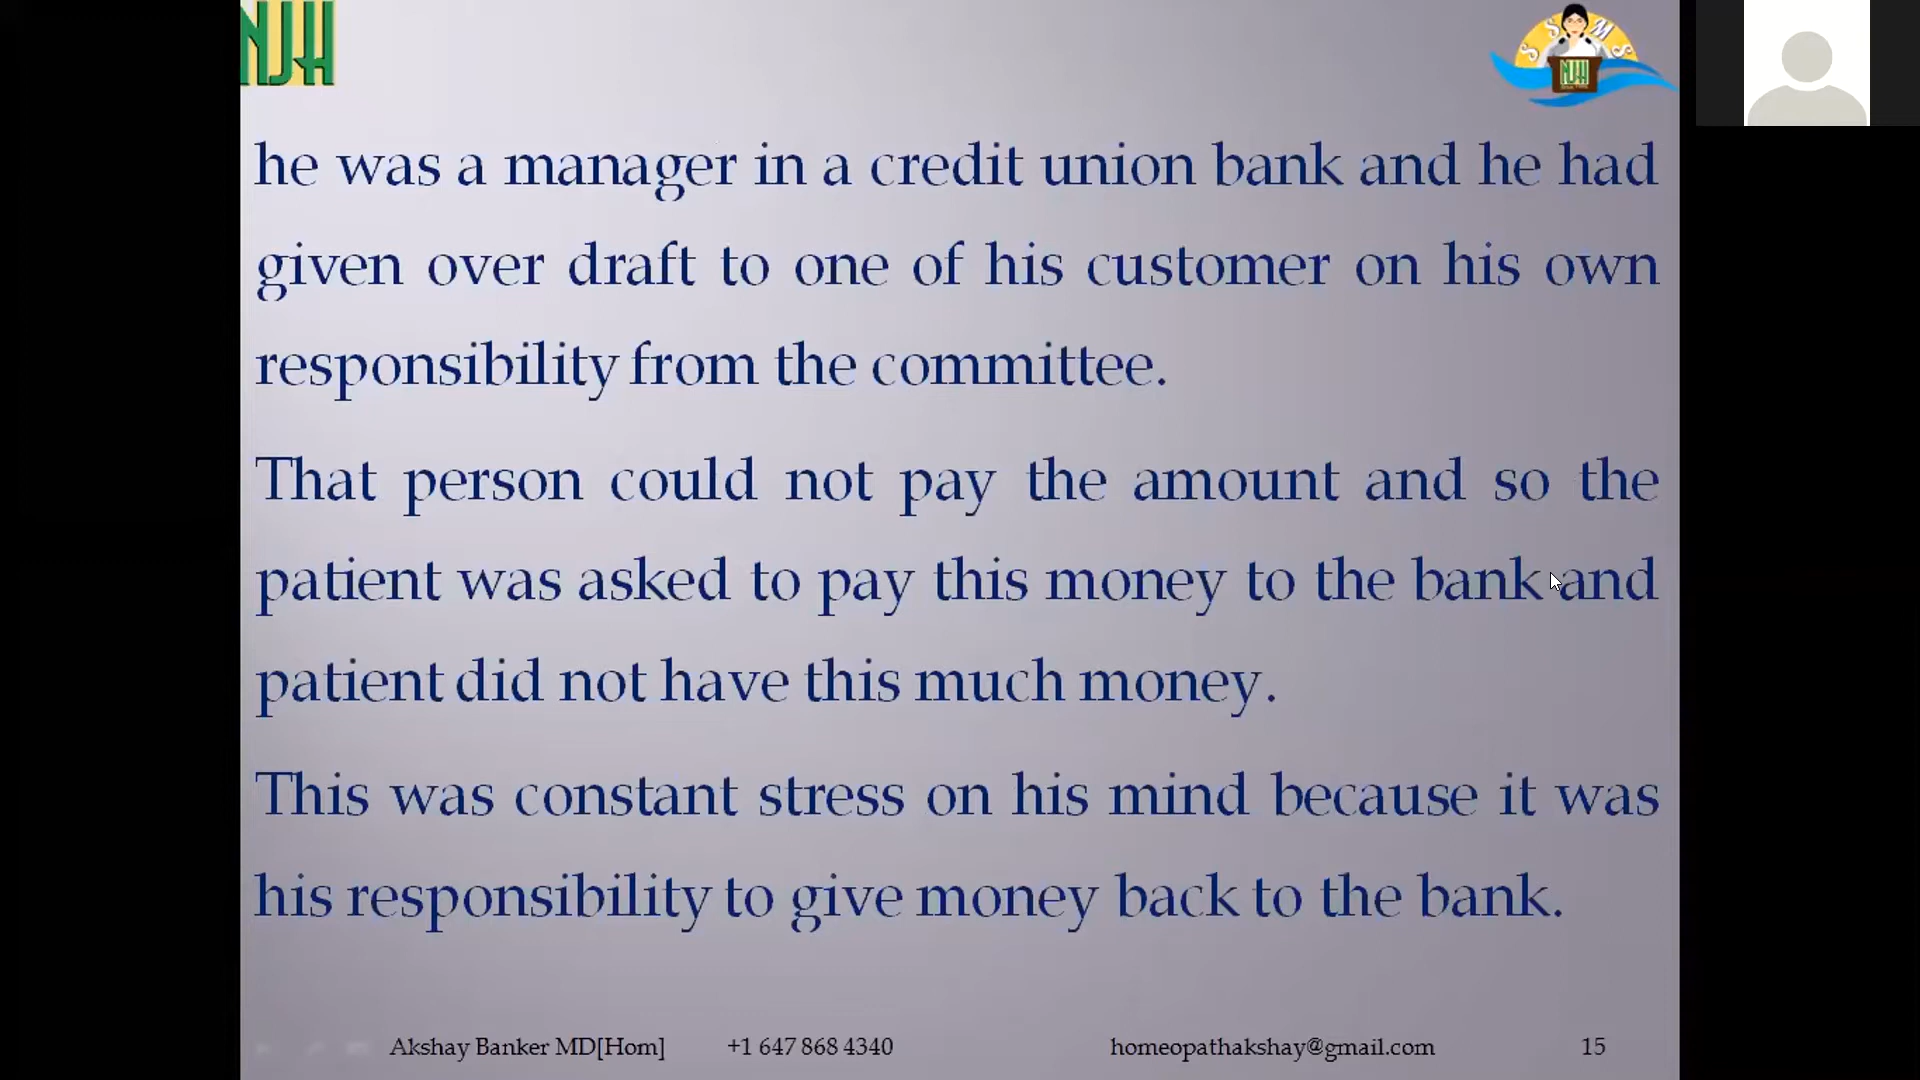 NJH
S S M S
NJH
he was a manager in a credit union bank and he had
given over draft to one of his customer on his own
responsibility from the committee.
That person could not pay the amount and so the
patient was asked to pay this money to the bank and
patient did not have this much money.
This was constant stress on his mind because it was
his responsibility to give money back to the bank.
Akshay Banker MD[Hom] +1 647 868 4340 homeopathakshay@gmail.com 15